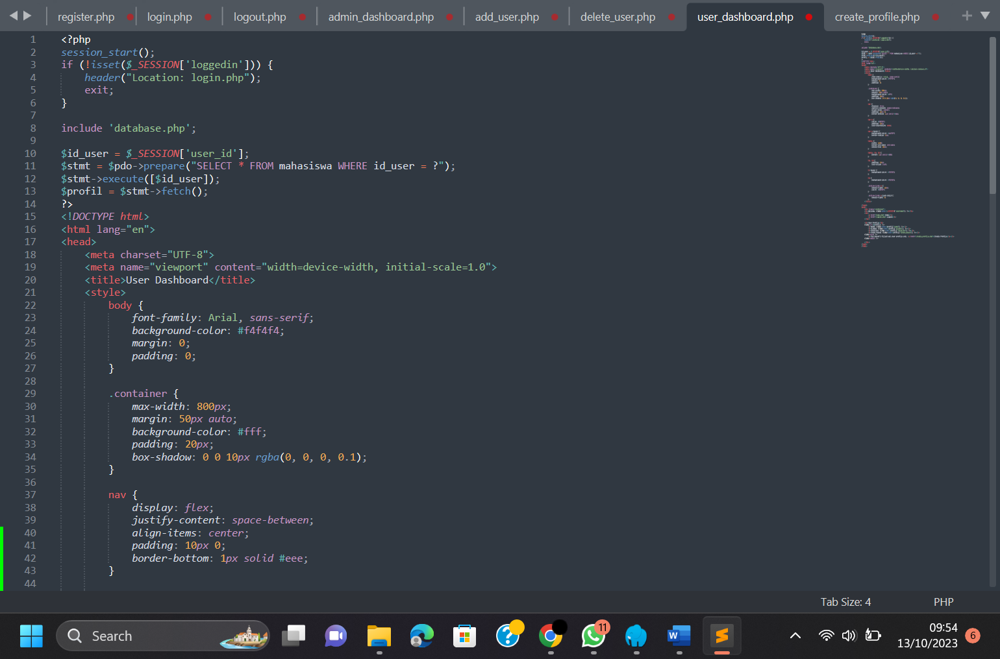 register.php login.php logout.php admin_dashboard.php add_user.php delete_user.php user_dashboard.php create_profile.php
1 <?php
2 session_start();
3 if (!isset($_SESSION['loggedin'])) {
4 header("Location: login.php");
5 exit;
6 }
7
8 include 'database.php';
9
10 $id_user = $_SESSION['user_id'];
11 $stmt = $pdo->prepare("SELECT * FROM mahasiswa WHERE id_user = ?");
12 $stmt->execute([$id_user]);
13 $profil = $stmt->fetch();
14 ?>
15 <!DOCTYPE html>
16 <html lang="en">
17 <head>
18 <meta charset="UTF-8">
19 <meta name="viewport" content="width=device-width, initial-scale=1.0">
20 <title>User Dashboard</title>
21 <style>
22 body {
23 font-family: Arial, sans-serif;
24 background-color: #f4f4f4;
25 margin: 0;
26 padding: 0;
27 }
28
29 .container {
30 max-width: 800px;
31 margin: 50px auto;
32 background-color: #fff;
33 padding: 20px;
34 box-shadow: 0 0 10px rgba(0, 0, 0, 0.1);
35 }
36
37 nav {
38 display: flex;
39 justify-content: space-between;
40 align-items: center;
41 padding: 10px 0;
42 border-bottom: 1px solid #eee;
43 }
44
Tab Size: 4 PHP
Search 11 W 09:54 6
13/10/2023